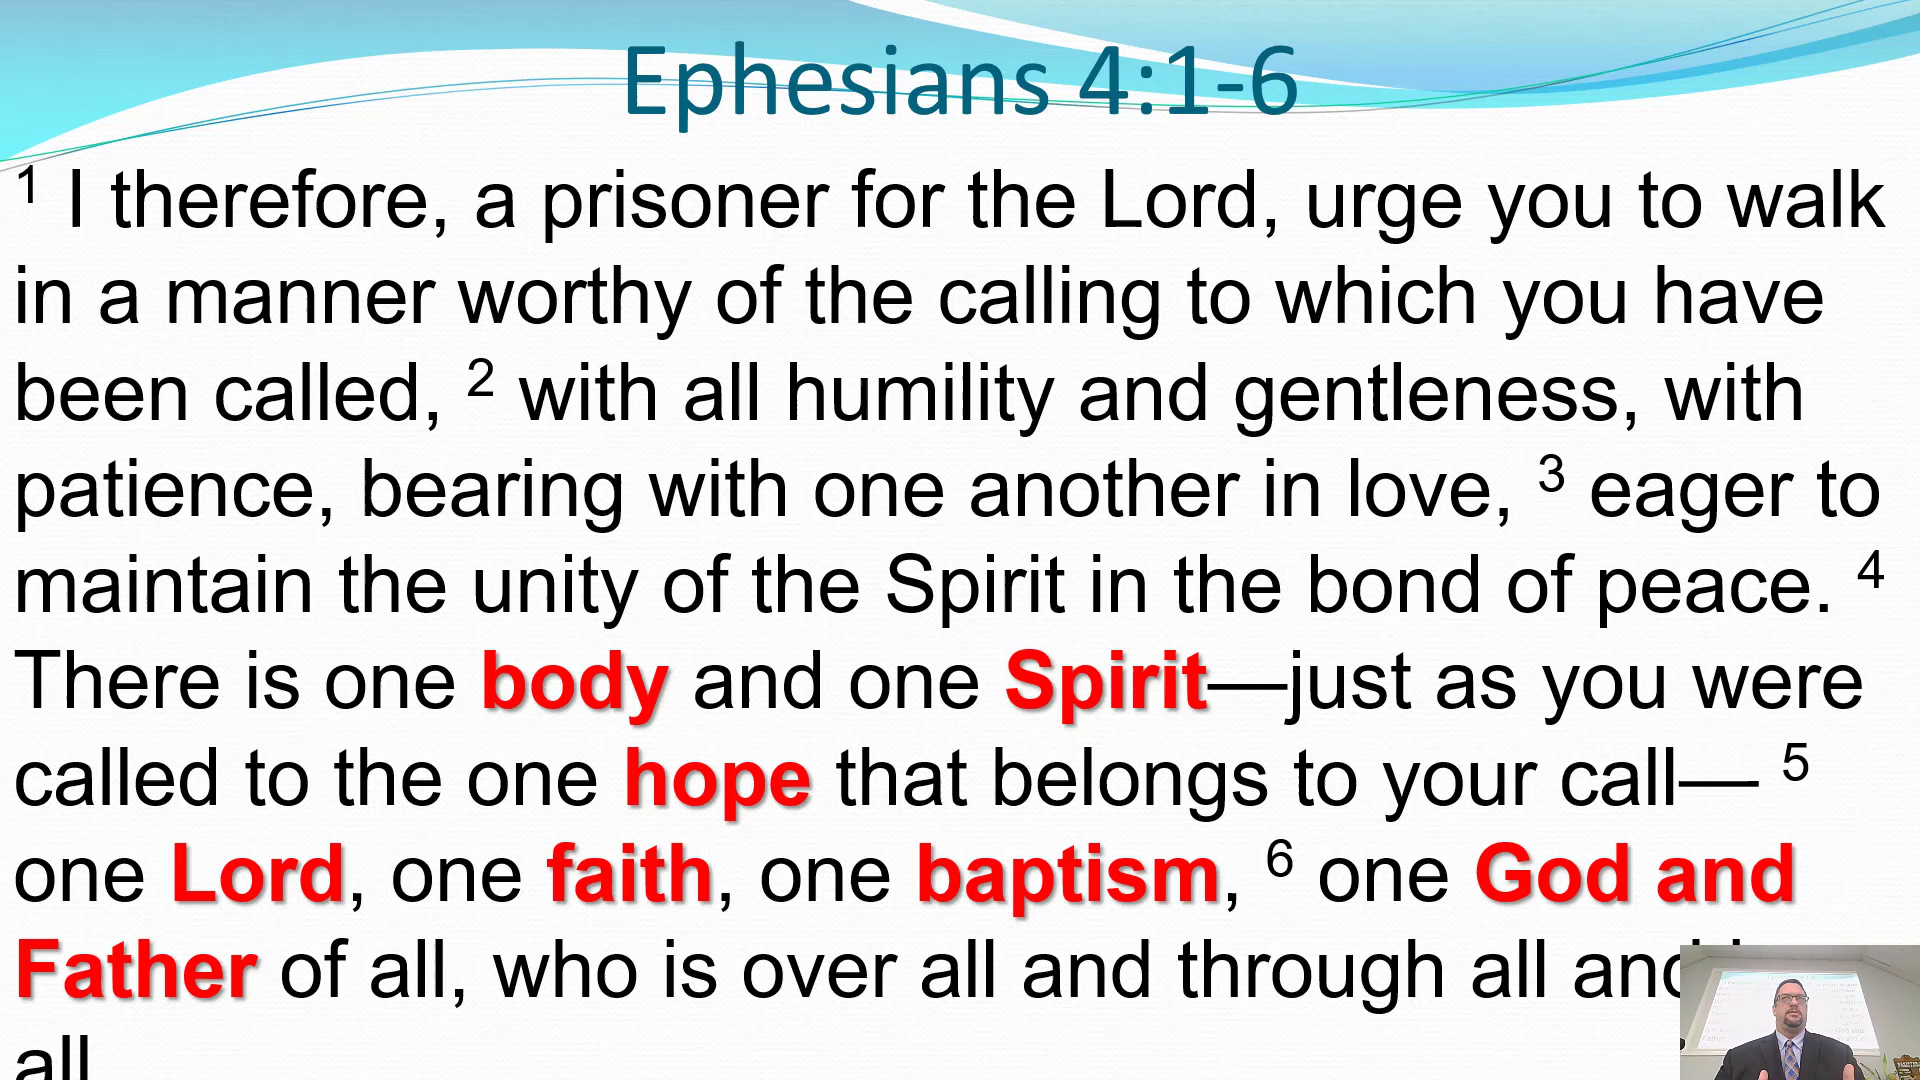 Ephesians 4:1-6
1 I therefore, a prisoner for the Lord, urge you to walk
in a manner worthy of the calling to which you have
been called, 2 with all humility and gentleness, with
patience, bearing with one another in love, 3 eager to
maintain the unity of the Spirit in the bond of peace. 4
There is one body and one Spirit—just as you were
called to the one hope that belongs to your call— 5
one Lord, one faith, one baptism, 6 one God and
Father of all, who is over all and through all and
all